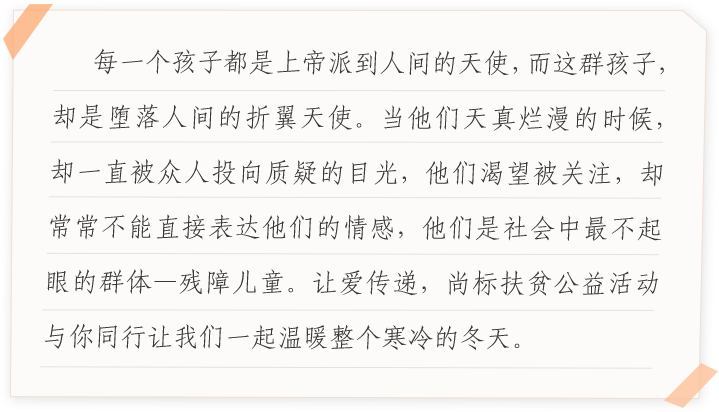 每一个孩子都是上帝派到人间的天使，而这群孩子，
却是堕落人间的折翼天使。当他们天真烂漫的时候，
却一直被众人投向质疑的目光，他们渴望被关注，却
常常不能直接表达他们的情感，他们是社会中最不起
眼的群体—残障儿童。让爱传递，尚标扶贫公益活动
与你同行让我们一起温暖整个寒冷的冬天。